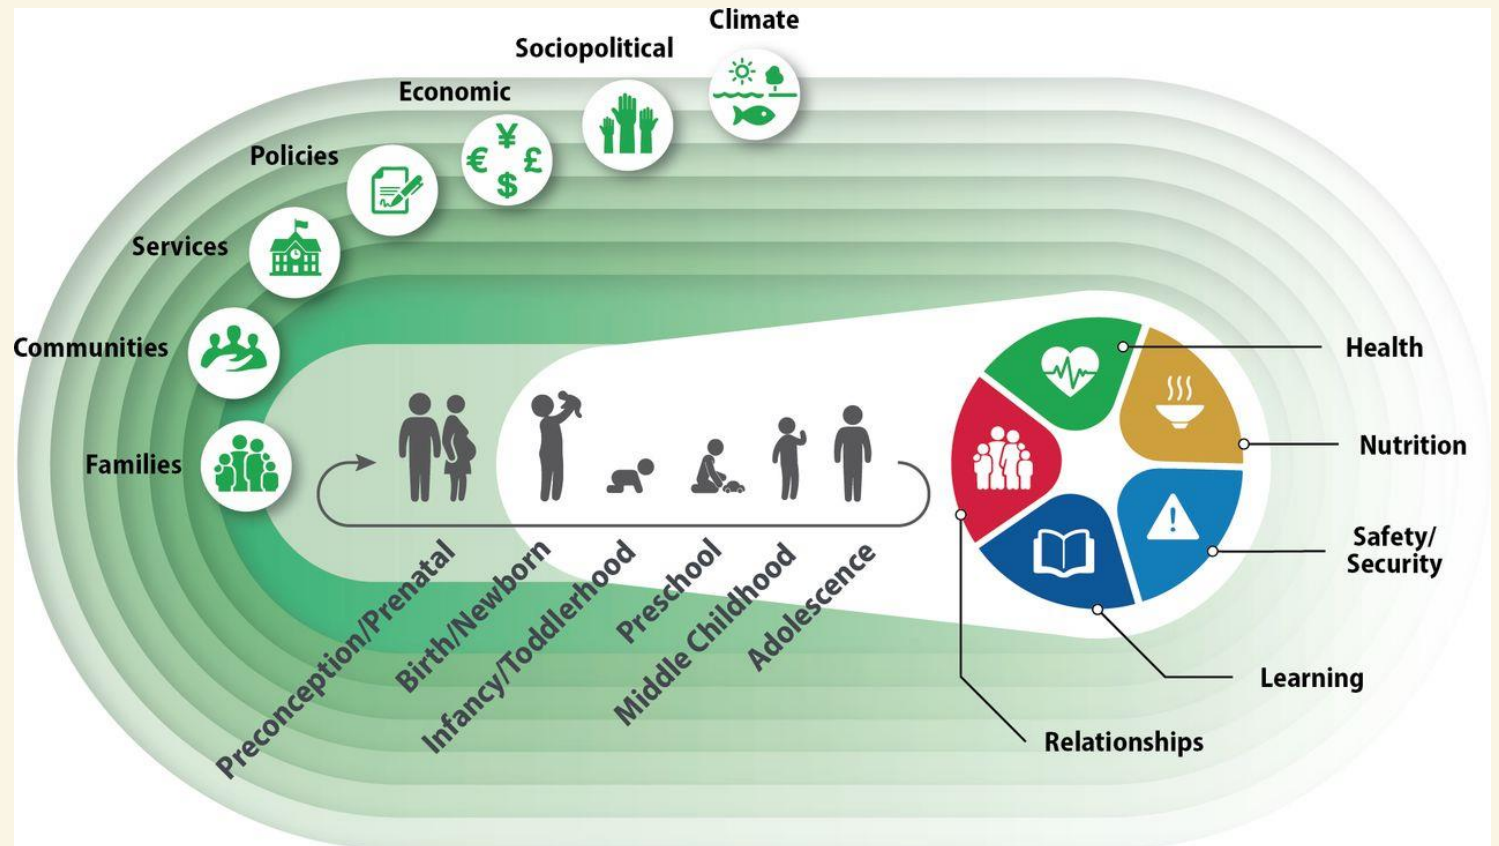 Climate
Sociopolitical
Economic
¥
€ £
$
Policies
Services
Communities
Families
Health
Nutrition
Safety/
Security
Learning
Relationships
Preconception/Prenatal
Birth/Newborn
Infancy/Toddlerhood
Preschool
Middle Childhood
Adolescence